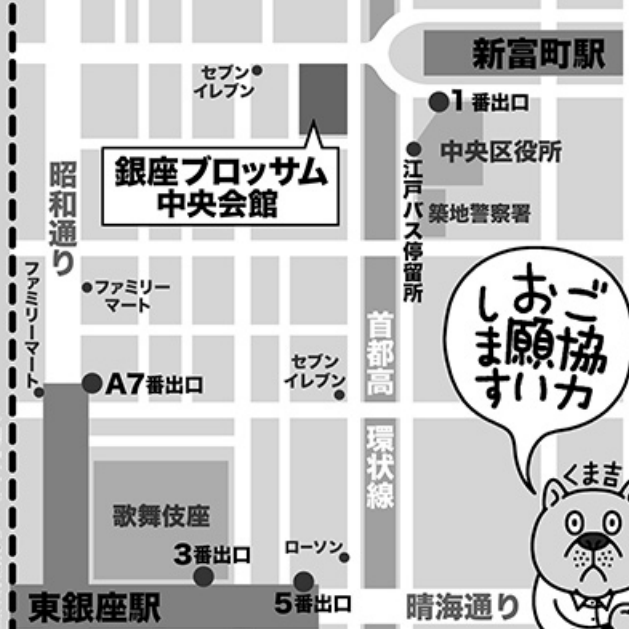 新富町駅
セブン
イレブン
1番出口
銀座ブロッサム
中央会館
中央区役所
江戸バス停留所
築地警察署
昭和通り
ファミリーマート
ファミリー
マート
首都高 環状線
ご協力
お願い
します
セブン
イレブン
A7番出口
くま吉
歌舞伎座
3番出口
ローソン
東銀座駅
5番出口
晴海通り